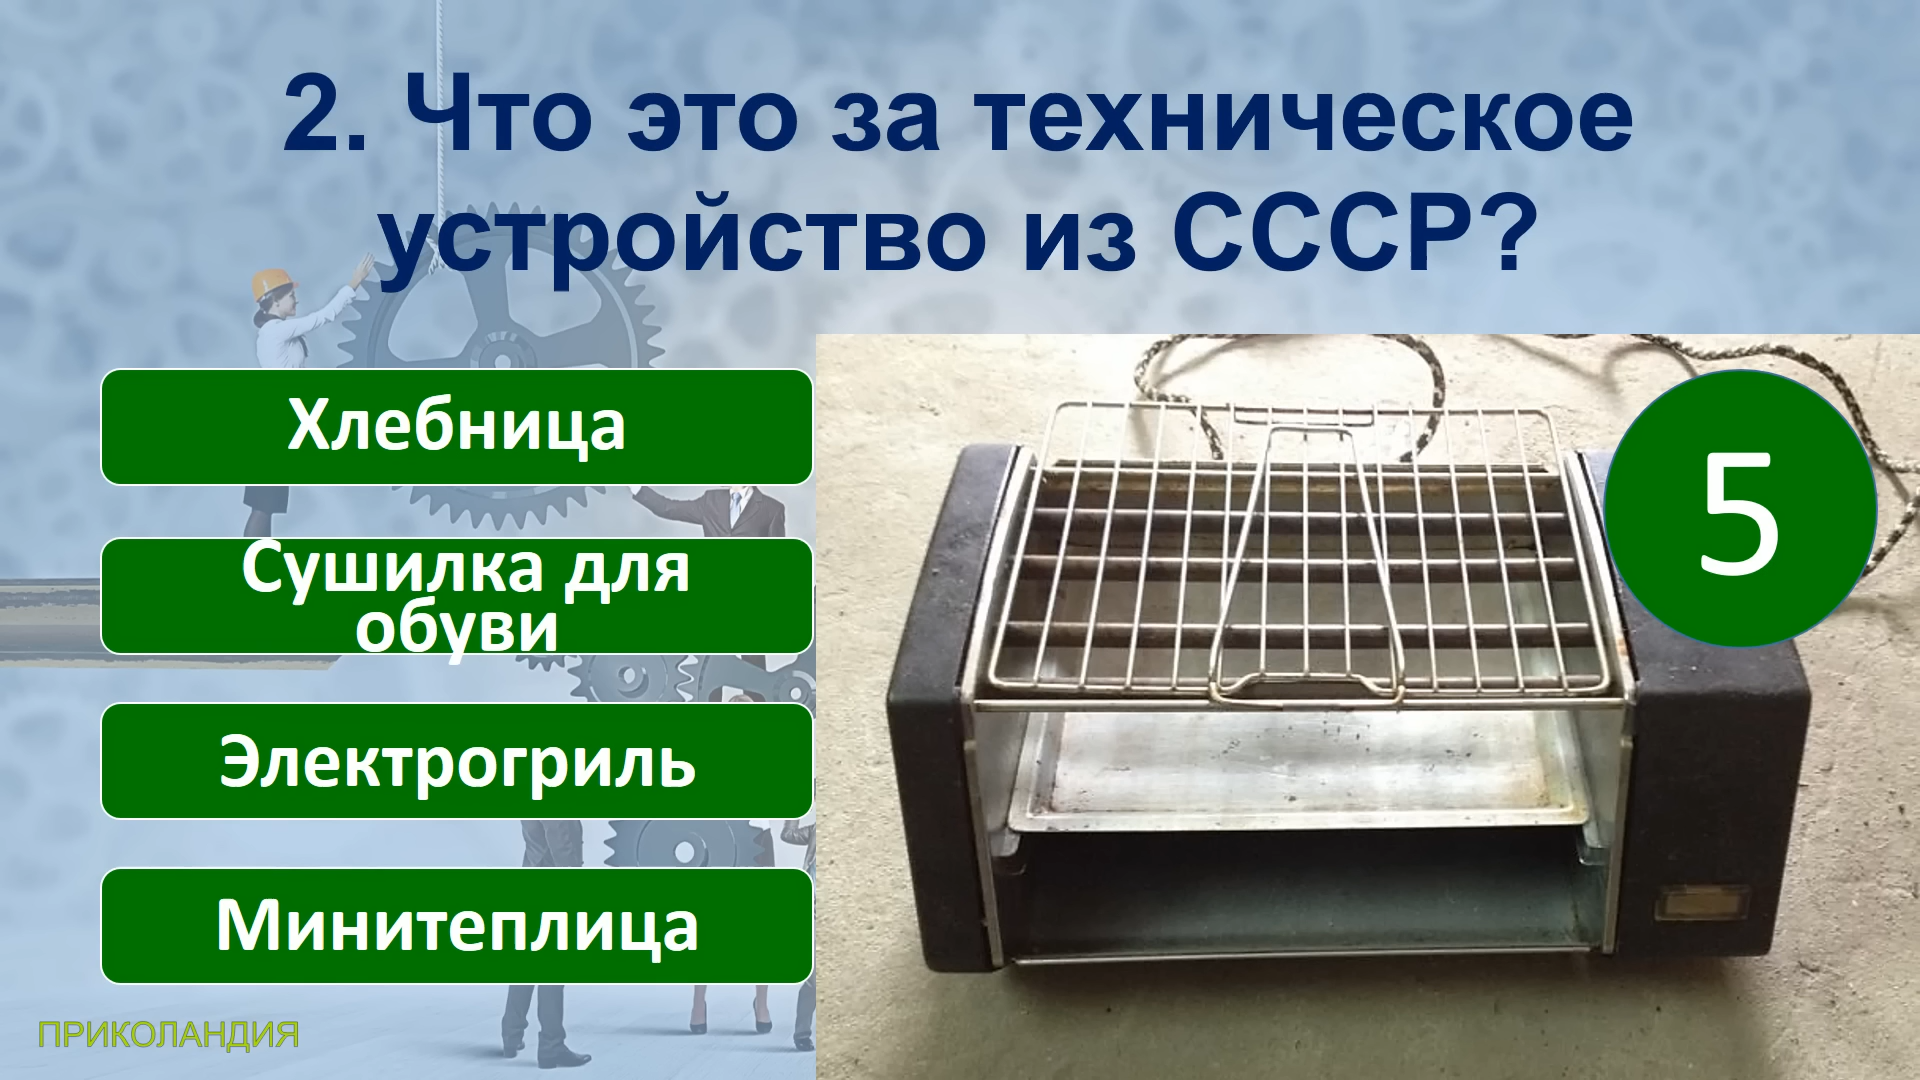 2. Что это за техническое
устройство из СССР?
Хлебница
Сушилка для
обуви
Электрогриль
Минитеплица
5
ПРИКОЛАНДИЯ